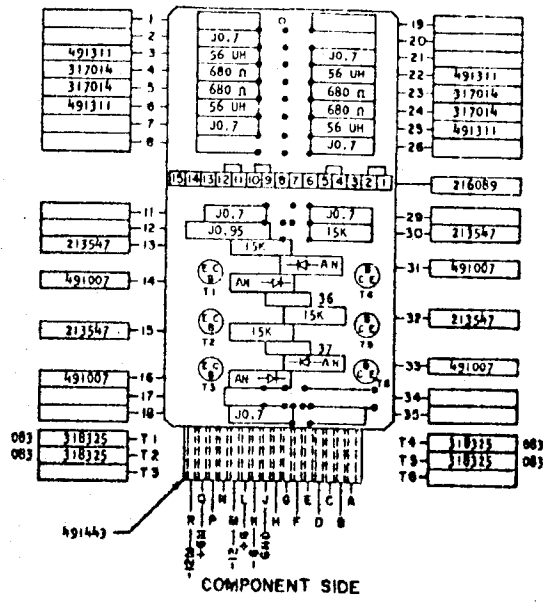 1 19
2 J0.7 20
491311 3 56 UH J0.7 21
317014 4 680 Ω 56 UH 22 491311
317014 5 680 Ω 680 Ω 23 317014
491311 6 56 UH 680 Ω 24 317014
7 J0.7 56 UH 25 491311
8 J0.7 26
15 14 13 12 11 10 9 8 7 6 5 4 3 2 1
216089
11 J0.7 J0.7 29
12 J0.95 15K 30 213547
213547 13 15K
AN 31 491007
491007 14 E C B T1 AN B C E T4
36
15K 32 213547
213547 15 E C B T2 15K B C E T5
37
AN 33 491007
491007 16 E C B T3 AN B C E T6
17 34
18 J0.7 35
083 318325 T1 T4 318325 083
083 318325 T2 T5 318325 083
T3 T6
491443
R Q P N M L K J H G F E D C B A
GND
COMPONENT SIDE